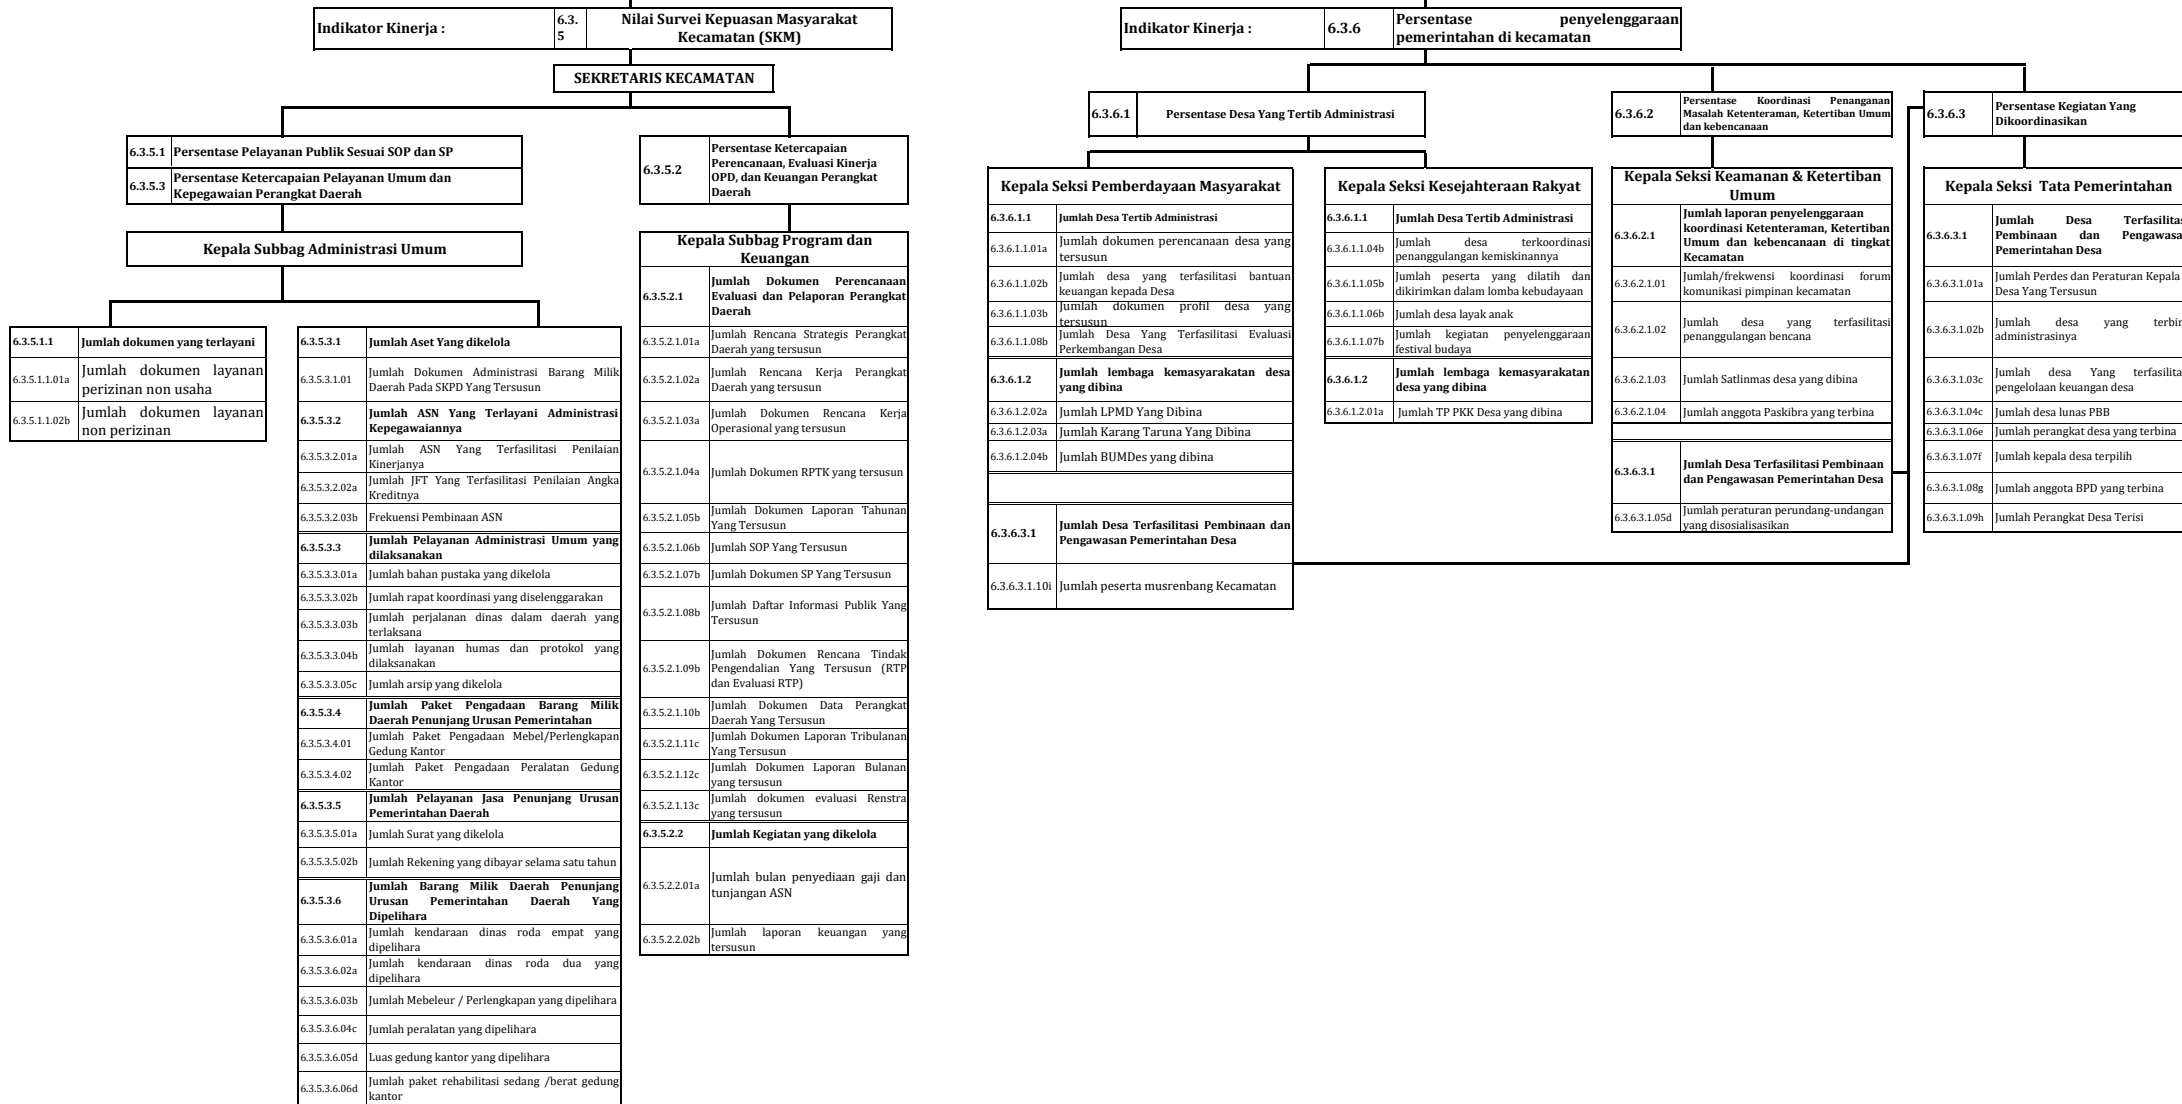 Indikator Kinerja :
6.3.
5
Nilai Survei Kepuasan Masyarakat
Kecamatan (SKM)
SEKRETARIS KECAMATAN
6.3.5.1 Persentase Pelayanan Publik Sesuai SOP dan SP
6.3.5.3
Persentase Ketercapaian Pelayanan Umum dan
Kepegawaian Perangkat Daerah
Kepala Subbag Administrasi Umum
6.3.5.1.1 Jumlah dokumen yang terlayani
6.3.5.1.1.01a
Jumlah dokumen layanan
perizinan non usaha
6.3.5.1.1.02b
Jumlah dokumen layanan
non perizinan
6.3.5.3.1 Jumlah Aset Yang dikelola
6.3.5.3.1.01
Jumlah Dokumen Administrasi Barang Milik
Daerah Pada SKPD Yang Tersusun
6.3.5.3.2
Jumlah ASN Yang Terlayani Administrasi
Kepegawaiannya
6.3.5.3.2.01a
Jumlah ASN Yang Terfasilitasi Penilaian
Kinerjanya
6.3.5.3.2.02a
Jumlah JFT Yang Terfasilitasi Penilaian Angka
Kreditnya
6.3.5.3.2.03b Frekuensi Pembinaan ASN
6.3.5.3.3
Jumlah Pelayanan Administrasi Umum yang
dilaksanakan
6.3.5.3.3.01a Jumlah bahan pustaka yang dikelola
6.3.5.3.3.02b Jumlah rapat koordinasi yang diselenggarakan
6.3.5.3.3.03b
Jumlah perjalanan dinas dalam daerah yang
terlaksana
6.3.5.3.3.04b
Jumlah layanan humas dan protokol yang
dilaksanakan
6.3.5.3.3.05c Jumlah arsip yang dikelola
6.3.5.3.4
Jumlah Paket Pengadaan Barang Milik
Daerah Penunjang Urusan Pemerintahan
6.3.5.3.4.01
Jumlah Paket Pengadaan Mebel/Perlengkapan
Gedung Kantor
6.3.5.3.4.02
Jumlah Paket Pengadaan Peralatan Gedung
Kantor
6.3.5.3.5
Jumlah Pelayanan Jasa Penunjang Urusan
Pemerintahan Daerah
6.3.5.3.5.01a Jumlah Surat yang dikelola
6.3.5.3.5.02b Jumlah Rekening yang dibayar selama satu tahun
6.3.5.3.6
Jumlah Barang Milik Daerah Penunjang
Urusan Pemerintahan Daerah Yang
Dipelihara
6.3.5.3.6.01a
Jumlah kendaraan dinas roda empat yang
dipelihara
6.3.5.3.6.02a
Jumlah kendaraan dinas roda dua yang
dipelihara
6.3.5.3.6.03b Jumlah Mebeleur / Perlengkapan yang dipelihara
6.3.5.3.6.04c Jumlah peralatan yang dipelihara
6.3.5.3.6.05d Luas gedung kantor yang dipelihara
6.3.5.3.6.06d
Jumlah paket rehabilitasi sedang /berat gedung
kantor
6.3.5.2
Persentase Ketercapaian
Perencanaan, Evaluasi Kinerja
OPD, dan Keuangan Perangkat
Daerah
Kepala Subbag Program dan
Keuangan
6.3.5.2.1
Jumlah Dokumen Perencanaan
Evaluasi dan Pelaporan Perangkat
Daerah
6.3.5.2.1.01a
Jumlah Rencana Strategis Perangkat
Daerah yang tersusun
6.3.5.2.1.02a
Jumlah Rencana Kerja Perangkat
Daerah yang tersusun
6.3.5.2.1.03a
Jumlah Dokumen Rencana Kerja
Operasional yang tersusun
6.3.5.2.1.04a Jumlah Dokumen RPTK yang tersusun
6.3.5.2.1.05b
Jumlah Dokumen Laporan Tahunan
Yang Tersusun
6.3.5.2.1.06b Jumlah SOP Yang Tersusun
6.3.5.2.1.07b Jumlah Dokumen SP Yang Tersusun
6.3.5.2.1.08b
Jumlah Daftar Informasi Publik Yang
Tersusun
6.3.5.2.1.09b
Jumlah Dokumen Rencana Tindak
Pengendalian Yang Tersusun (RTP
dan Evaluasi RTP)
6.3.5.2.1.10b
Jumlah Dokumen Data Perangkat
Daerah Yang Tersusun
6.3.5.2.1.11c
Jumlah Dokumen Laporan Tribulanan
Yang Tersusun
6.3.5.2.1.12c
Jumlah Dokumen Laporan Bulanan
yang tersusun
6.3.5.2.1.13c
Jumlah dokumen evaluasi Renstra
yang tersusun
6.3.5.2.2 Jumlah Kegiatan yang dikelola
6.3.5.2.2.01a
Jumlah bulan penyediaan gaji dan
tunjangan ASN
6.3.5.2.2.02b
Jumlah laporan keuangan yang
tersusun
Indikator Kinerja :
6.3.6
Persentase penyelenggaraan
pemerintahan di kecamatan
6.3.6.1 Persentase Desa Yang Tertib Administrasi
Kepala Seksi Pemberdayaan Masyarakat
6.3.6.1.1 Jumlah Desa Tertib Administrasi
6.3.6.1.1.01a
Jumlah dokumen perencanaan desa yang
tersusun
6.3.6.1.1.02b
Jumlah desa yang terfasilitasi bantuan
keuangan kepada Desa
6.3.6.1.1.03b
Jumlah dokumen profil desa yang
tersusun
6.3.6.1.1.08b
Jumlah Desa Yang Terfasilitasi Evaluasi
Perkembangan Desa
6.3.6.1.2
Jumlah lembaga kemasyarakatan desa
yang dibina
6.3.6.1.2.02a Jumlah LPMD Yang Dibina
6.3.6.1.2.03a Jumlah Karang Taruna Yang Dibina
6.3.6.1.2.04b Jumlah BUMDes yang dibina
6.3.6.3.1
Jumlah Desa Terfasilitasi Pembinaan dan
Pengawasan Pemerintahan Desa
6.3.6.3.1.10i Jumlah peserta musrenbang Kecamatan
Kepala Seksi Kesejahteraan Rakyat
6.3.6.1.1 Jumlah Desa Tertib Administrasi
6.3.6.1.1.04b
Jumlah desa terkoordinasi
penanggulangan kemiskinannya
6.3.6.1.1.05b
Jumlah peserta yang dilatih dan
dikirimkan dalam lomba kebudayaan
6.3.6.1.1.06b Jumlah desa layak anak
6.3.6.1.1.07b
Jumlah kegiatan penyelenggaraan
festival budaya
6.3.6.1.2
Jumlah lembaga kemasyarakatan
desa yang dibina
6.3.6.1.2.01a Jumlah TP PKK Desa yang dibina
6.3.6.2
Persentase Koordinasi Penanganan
Masalah Ketenteraman, Ketertiban Umum
dan kebencanaan
Kepala Seksi Keamanan & Ketertiban
Umum
6.3.6.2.1
Jumlah laporan penyelenggaraan
koordinasi Ketenteraman, Ketertiban
Umum dan kebencanaan di tingkat
Kecamatan
6.3.6.2.1.01
Jumlah/frekwensi koordinasi forum
komunikasi pimpinan kecamatan
6.3.6.2.1.02
Jumlah desa yang terfasilitasi
penanggulangan bencana
6.3.6.2.1.03 Jumlah Satlinmas desa yang dibina
6.3.6.2.1.04 Jumlah anggota Paskibra yang terbina
6.3.6.3.1
Jumlah Desa Terfasilitasi Pembinaan
dan Pengawasan Pemerintahan Desa
6.3.6.3.1.05d
Jumlah peraturan perundang-undangan
yang disosialisasikan
6.3.6.3
Persentase Kegiatan Yang
Dikoordinasikan
Kepala Seksi Tata Pemerintahan
6.3.6.3.1
Jumlah Desa Terfasilitas
Pembinaan dan Pengawasa
Pemerintahan Desa
6.3.6.3.1.01a
Jumlah Perdes dan Peraturan Kepala
Desa Yang Tersusun
6.3.6.3.1.02b
Jumlah desa yang terbin
administrasinya
6.3.6.3.1.03c
Jumlah desa Yang terfasilita
pengelolaan keuangan desa
6.3.6.3.1.04c Jumlah desa lunas PBB
6.3.6.3.1.06e Jumlah perangkat desa yang terbina
6.3.6.3.1.07f Jumlah kepala desa terpilih
6.3.6.3.1.08g Jumlah anggota BPD yang terbina
6.3.6.3.1.09h Jumlah Perangkat Desa Terisi